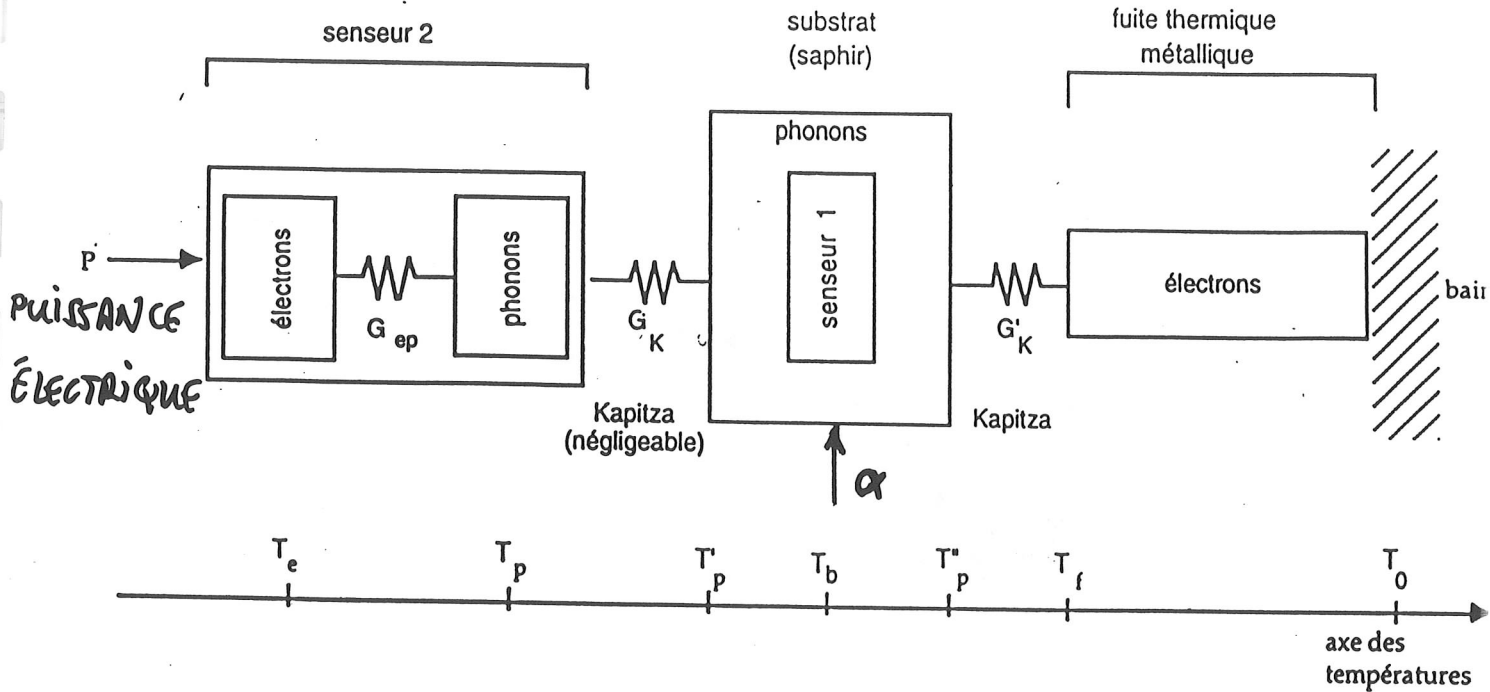 senseur 2
substrat
(saphir)
fuite thermique
métallique
phonons
P
PUISSANCE
ÉLECTRIQUE
électrons
G ep
phonons
G K
senseur 1
G' K
électrons
bain
Kapitza
(négligeable)
Kapitza
α
T e
T p
T' p
T b
T" p
T f
T 0
axe des
températures